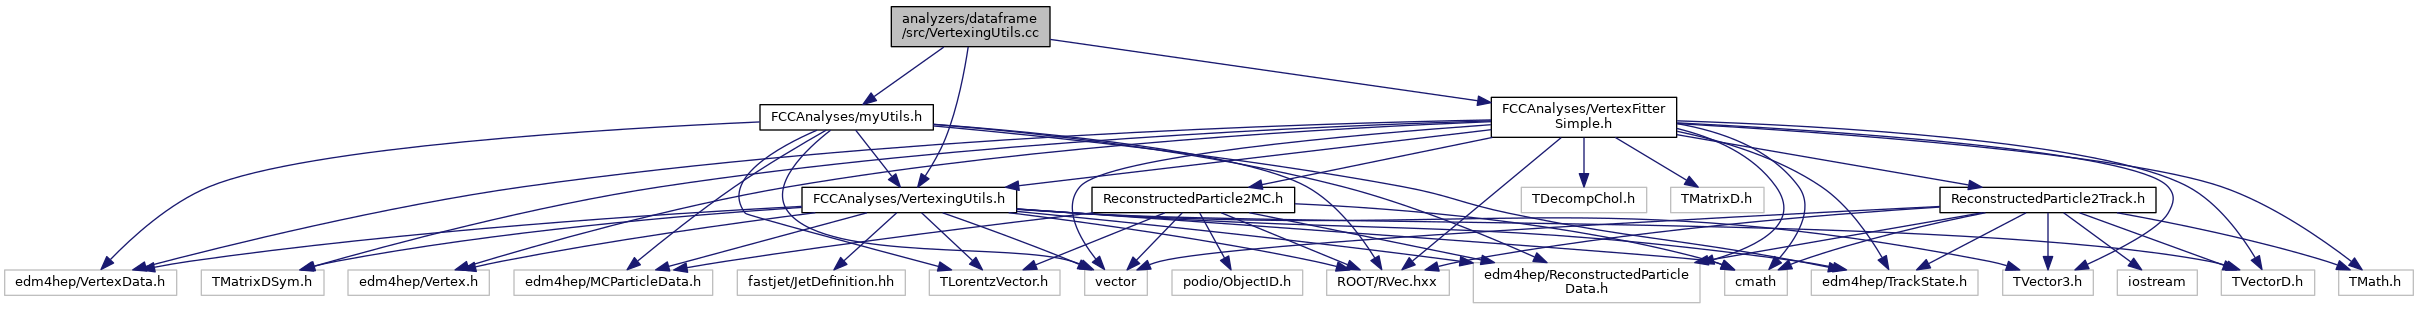 analyzers/dataframe
/src/VertexingUtils.cc
FCCAnalyses/myUtils.h
FCCAnalyses/VertexFitter
Simple.h
FCCAnalyses/VertexingUtils.h
ReconstructedParticle2MC.h
TDecompChol.h
TMatrixD.h
ReconstructedParticle2Track.h
edm4hep/VertexData.h
TMatrixDSym.h
edm4hep/Vertex.h
edm4hep/MCParticleData.h
fastjet/JetDefinition.hh
TLorentzVector.h
vector
podio/ObjectID.h
ROOT/RVec.hxx
edm4hep/ReconstructedParticle
Data.h
cmath
edm4hep/TrackState.h
TVector3.h
iostream
TVectorD.h
TMath.h